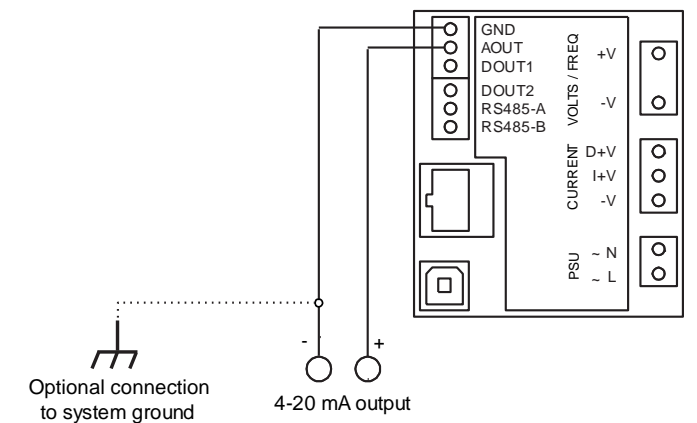 GND
AOUT
DOUT1
DOUT2
RS485-A
RS485-B
VOLTS / FREQ
+V
-V
CURRENT
D+V
I+V
-V
PSU
~ N
~ L
- +
4-20 mA output
Optional connection
to system ground